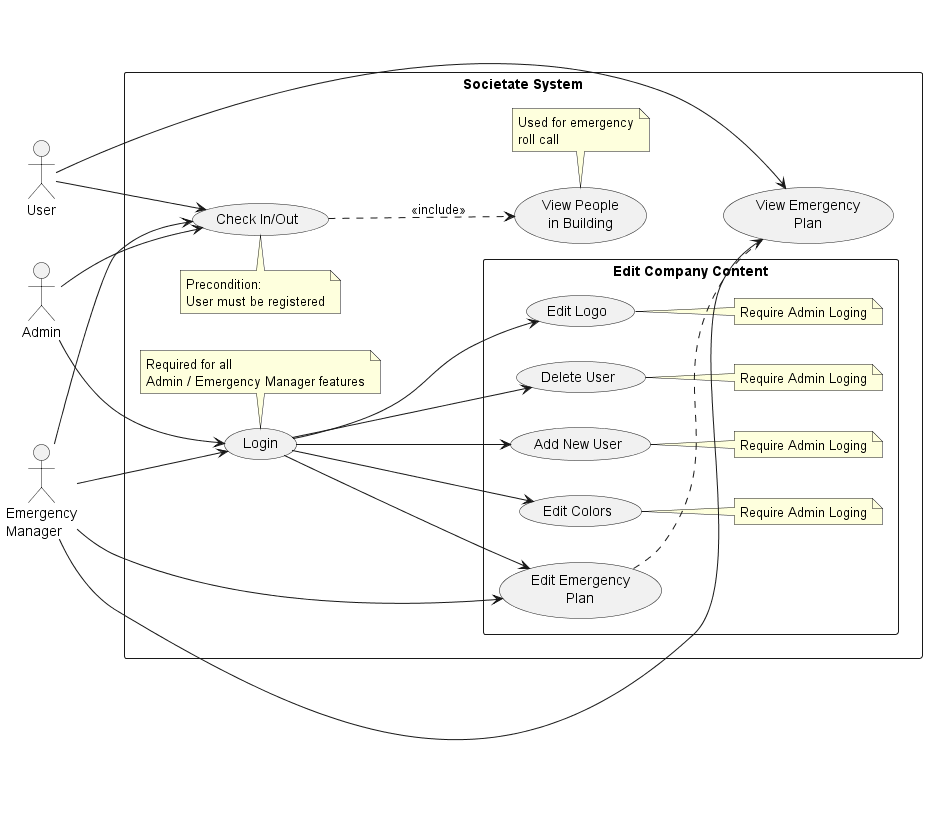 Societate System
Used for emergency
roll call
User
Check In/Out
«include»
View People
in Building
View Emergency
Plan
Precondition:
User must be registered
Admin
Edit Company Content
Edit Logo
Require Admin Loging
Required for all
Admin / Emergency Manager features
Delete User
Require Admin Loging
Login
Add New User
Require Admin Loging
Emergency
Manager
Edit Colors
Require Admin Loging
Edit Emergency
Plan